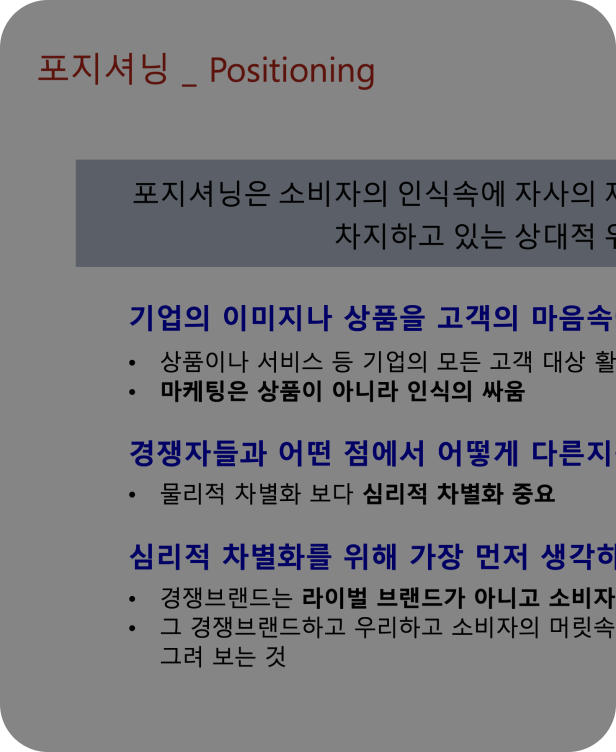 포지셔닝 _ Positioning
포지셔닝은 소비자의 인식속에 자사의
차지하고 있는 상대적
기업의 이미지나 상품을 고객의 마음속
• 상품이나 서비스 등 기업의 모든 고객 대상 활
• 마케팅은 상품이 아니라 인식의 싸움
경쟁자들과 어떤 점에서 어떻게 다른지
• 물리적 차별화 보다 심리적 차별화 중요
심리적 차별화를 위해 가장 먼저 생각하
• 경쟁브랜드는 라이벌 브랜드가 아니고 소비자
• 그 경쟁브랜드하고 우리하고 소비자의 머릿속
그려 보는 것